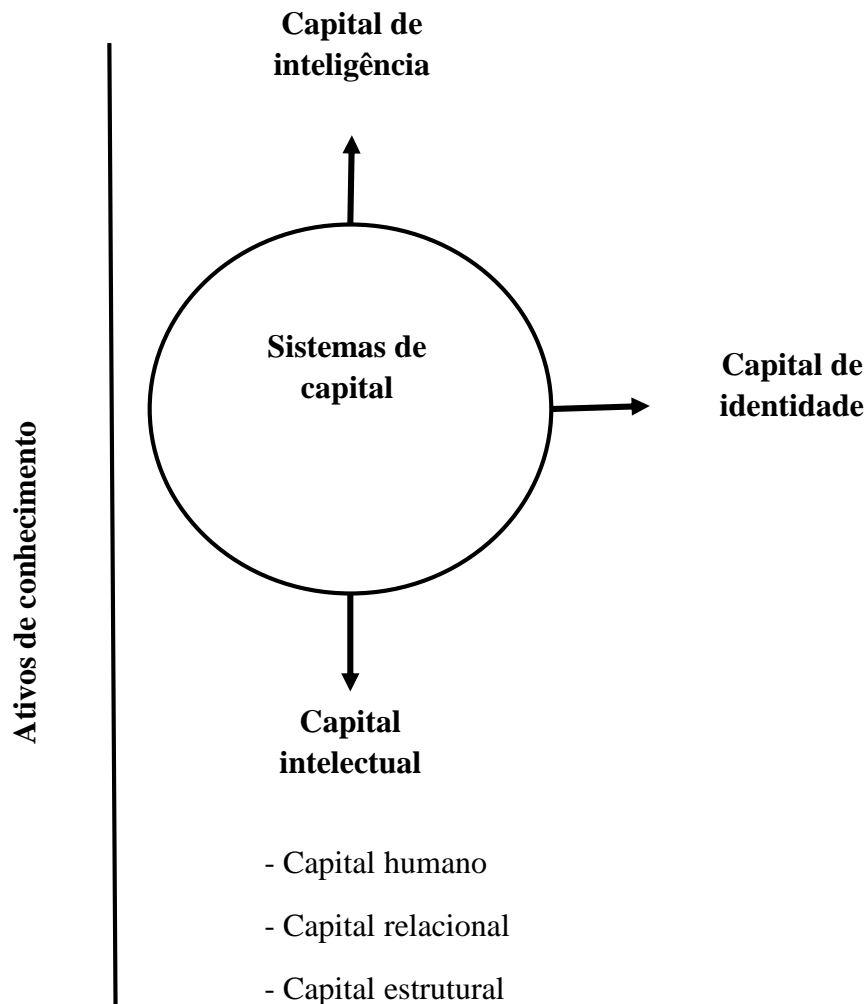 Capital de
inteligência
Sistemas de
capital
Capital de
identidade
Ativos de conhecimento
Capital
intelectual
- Capital humano
- Capital relacional
- Capital estrutural